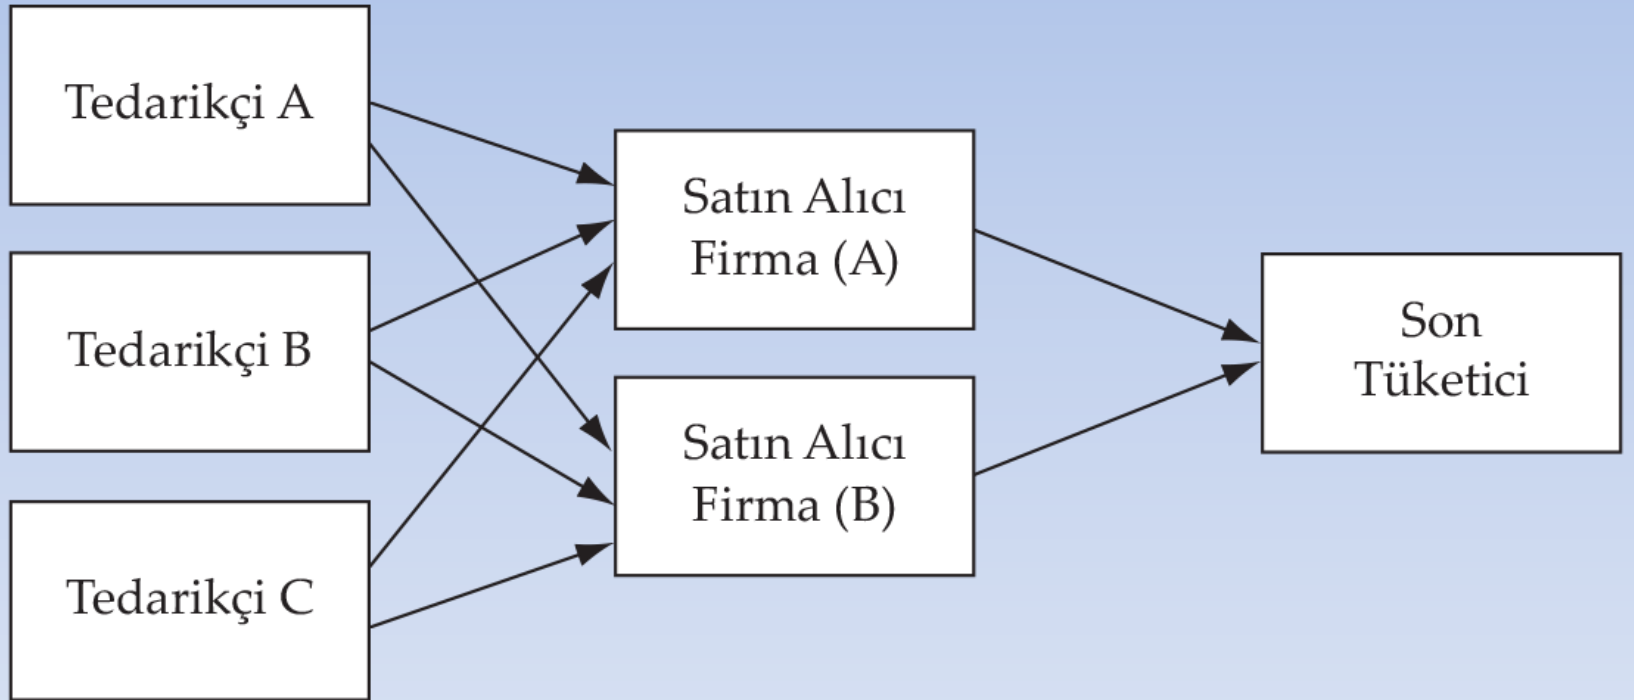 Tedarikçi A
Tedarikçi B
Tedarikçi C
Satın Alıcı
Firma (A)
Satın Alıcı
Firma (B)
Son
Tüketici